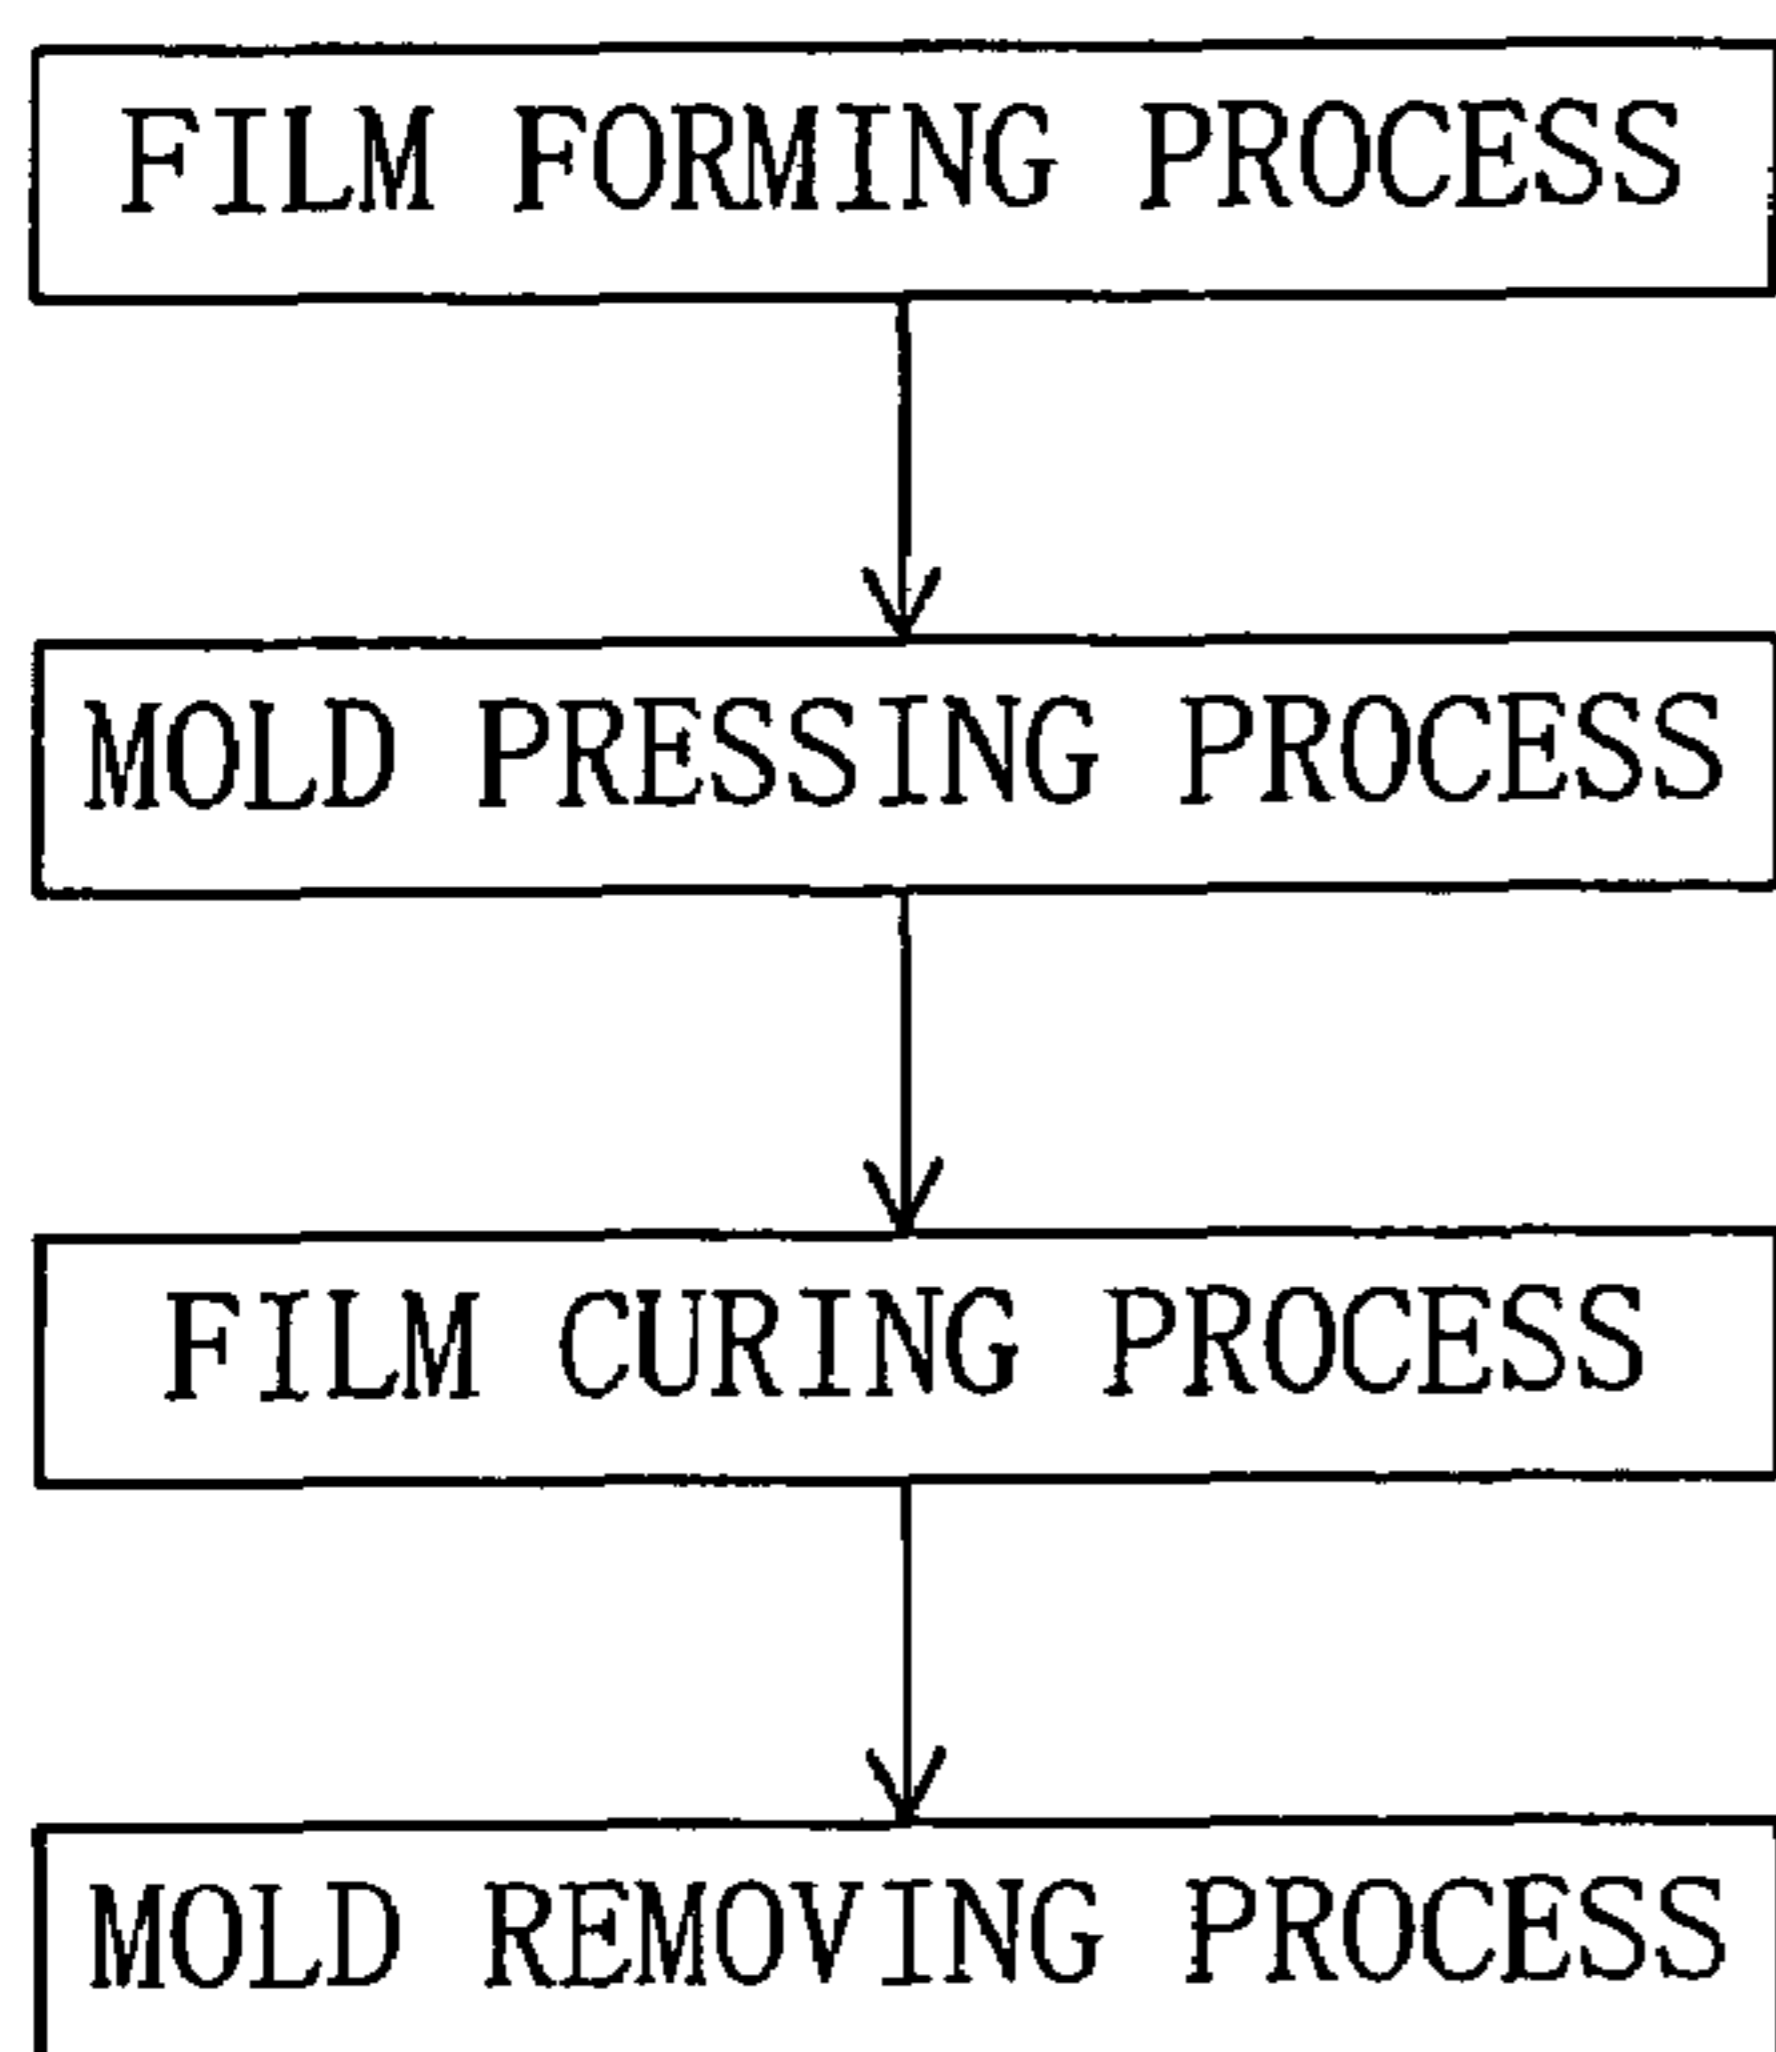 FILM FORMING PROCESS
MOLD PRESSING PROCESS
FILM CURING PROCESS
MOLD REMOVING PROCESS